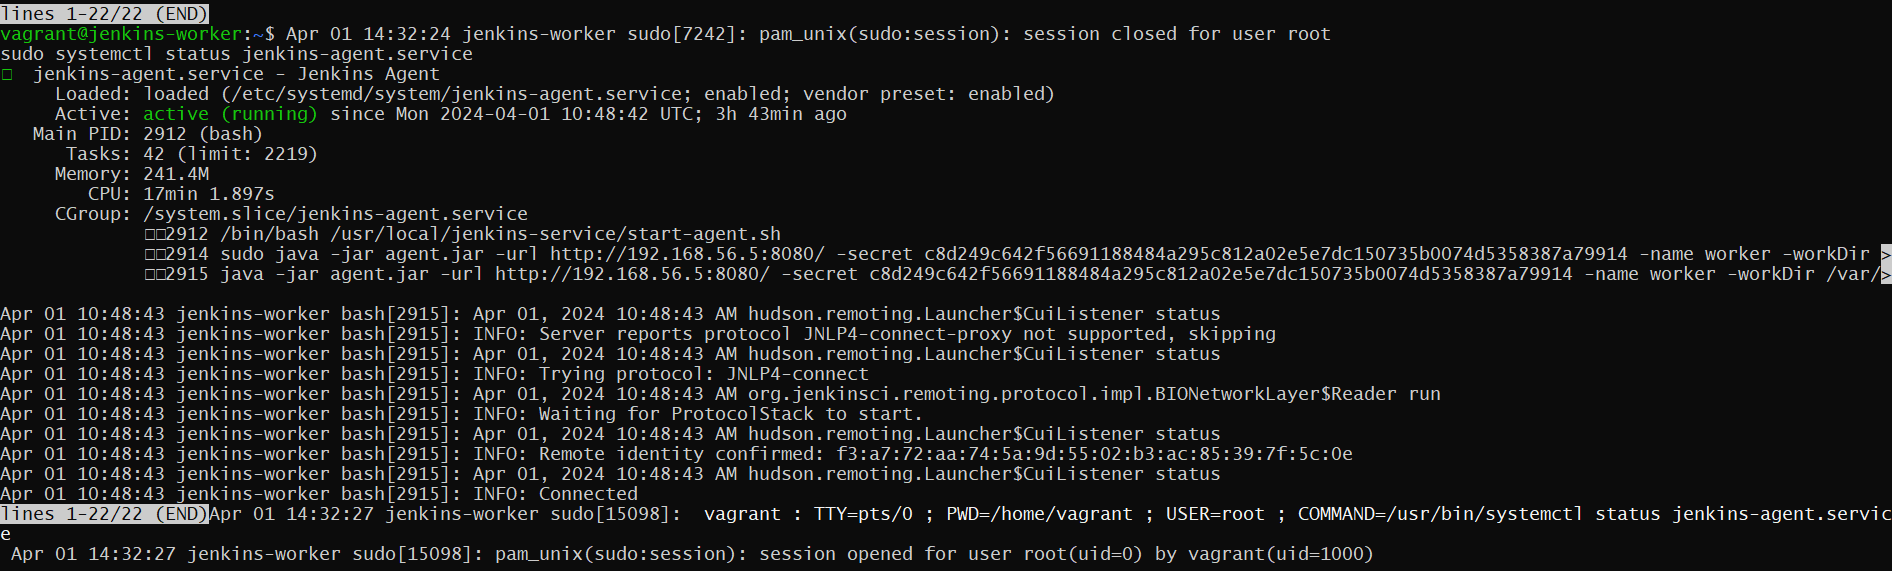 lines 1-22/22 (END)
vagrant@jenkins-worker:~$ Apr 01 14:32:24 jenkins-worker sudo[7242]: pam_unix(sudo:session): session closed for user root
sudo systemctl status jenkins-agent.service
□  jenkins-agent.service - Jenkins Agent
     Loaded: loaded (/etc/systemd/system/jenkins-agent.service; enabled; vendor preset: enabled)
     Active: active (running) since Mon 2024-04-01 10:48:42 UTC; 3h 43min ago
   Main PID: 2912 (bash)
      Tasks: 42 (limit: 2219)
     Memory: 241.4M
        CPU: 17min 1.897s
     CGroup: /system.slice/jenkins-agent.service
             □□2912 /bin/bash /usr/local/jenkins-service/start-agent.sh
             □□2914 sudo java -jar agent.jar -url http://192.168.56.5:8080/ -secret c8d249c642f56691188484a295c812a02e5e7dc150735b0074d5358387a79914 -name worker -workDir >
             □□2915 java -jar agent.jar -url http://192.168.56.5:8080/ -secret c8d249c642f56691188484a295c812a02e5e7dc150735b0074d5358387a79914 -name worker -workDir /var/>
Apr 01 10:48:43 jenkins-worker bash[2915]: Apr 01, 2024 10:48:43 AM hudson.remoting.Launcher$CuiListener status
Apr 01 10:48:43 jenkins-worker bash[2915]: INFO: Server reports protocol JNLP4-connect-proxy not supported, skipping
Apr 01 10:48:43 jenkins-worker bash[2915]: Apr 01, 2024 10:48:43 AM hudson.remoting.Launcher$CuiListener status
Apr 01 10:48:43 jenkins-worker bash[2915]: INFO: Trying protocol: JNLP4-connect
Apr 01 10:48:43 jenkins-worker bash[2915]: Apr 01, 2024 10:48:43 AM org.jenkinsci.remoting.protocol.impl.BIONetworkLayer$Reader run
Apr 01 10:48:43 jenkins-worker bash[2915]: INFO: Waiting for ProtocolStack to start.
Apr 01 10:48:43 jenkins-worker bash[2915]: Apr 01, 2024 10:48:43 AM hudson.remoting.Launcher$CuiListener status
Apr 01 10:48:43 jenkins-worker bash[2915]: INFO: Remote identity confirmed: f3:a7:72:aa:74:5a:9d:55:02:b3:ac:85:39:7f:5c:0e
Apr 01 10:48:43 jenkins-worker bash[2915]: Apr 01, 2024 10:48:43 AM hudson.remoting.Launcher$CuiListener status
Apr 01 10:48:43 jenkins-worker bash[2915]: INFO: Connected
lines 1-22/22 (END)Apr 01 14:32:27 jenkins-worker sudo[15098]:  vagrant : TTY=pts/0 ; PWD=/home/vagrant ; USER=root ; COMMAND=/usr/bin/systemctl status jenkins-agent.servic
e
 Apr 01 14:32:27 jenkins-worker sudo[15098]: pam_unix(sudo:session): session opened for user root(uid=0) by vagrant(uid=1000)